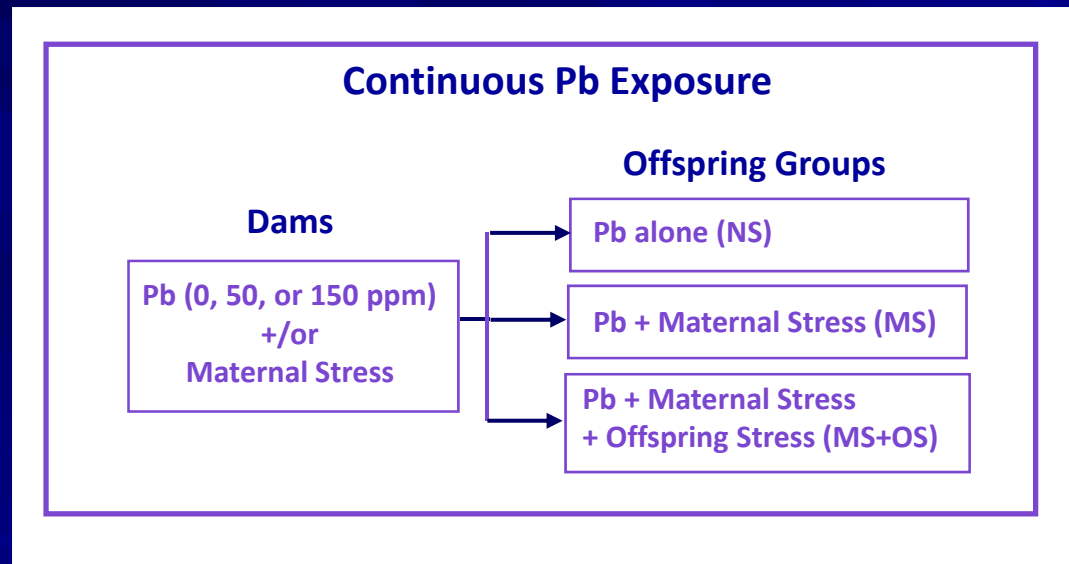 Continuous Pb Exposure
Offspring Groups
Dams
Pb (0, 50, or 150 ppm)
+/or
Maternal Stress
Pb alone (NS)
Pb + Maternal Stress (MS)
Pb + Maternal Stress
+ Offspring Stress (MS+OS)